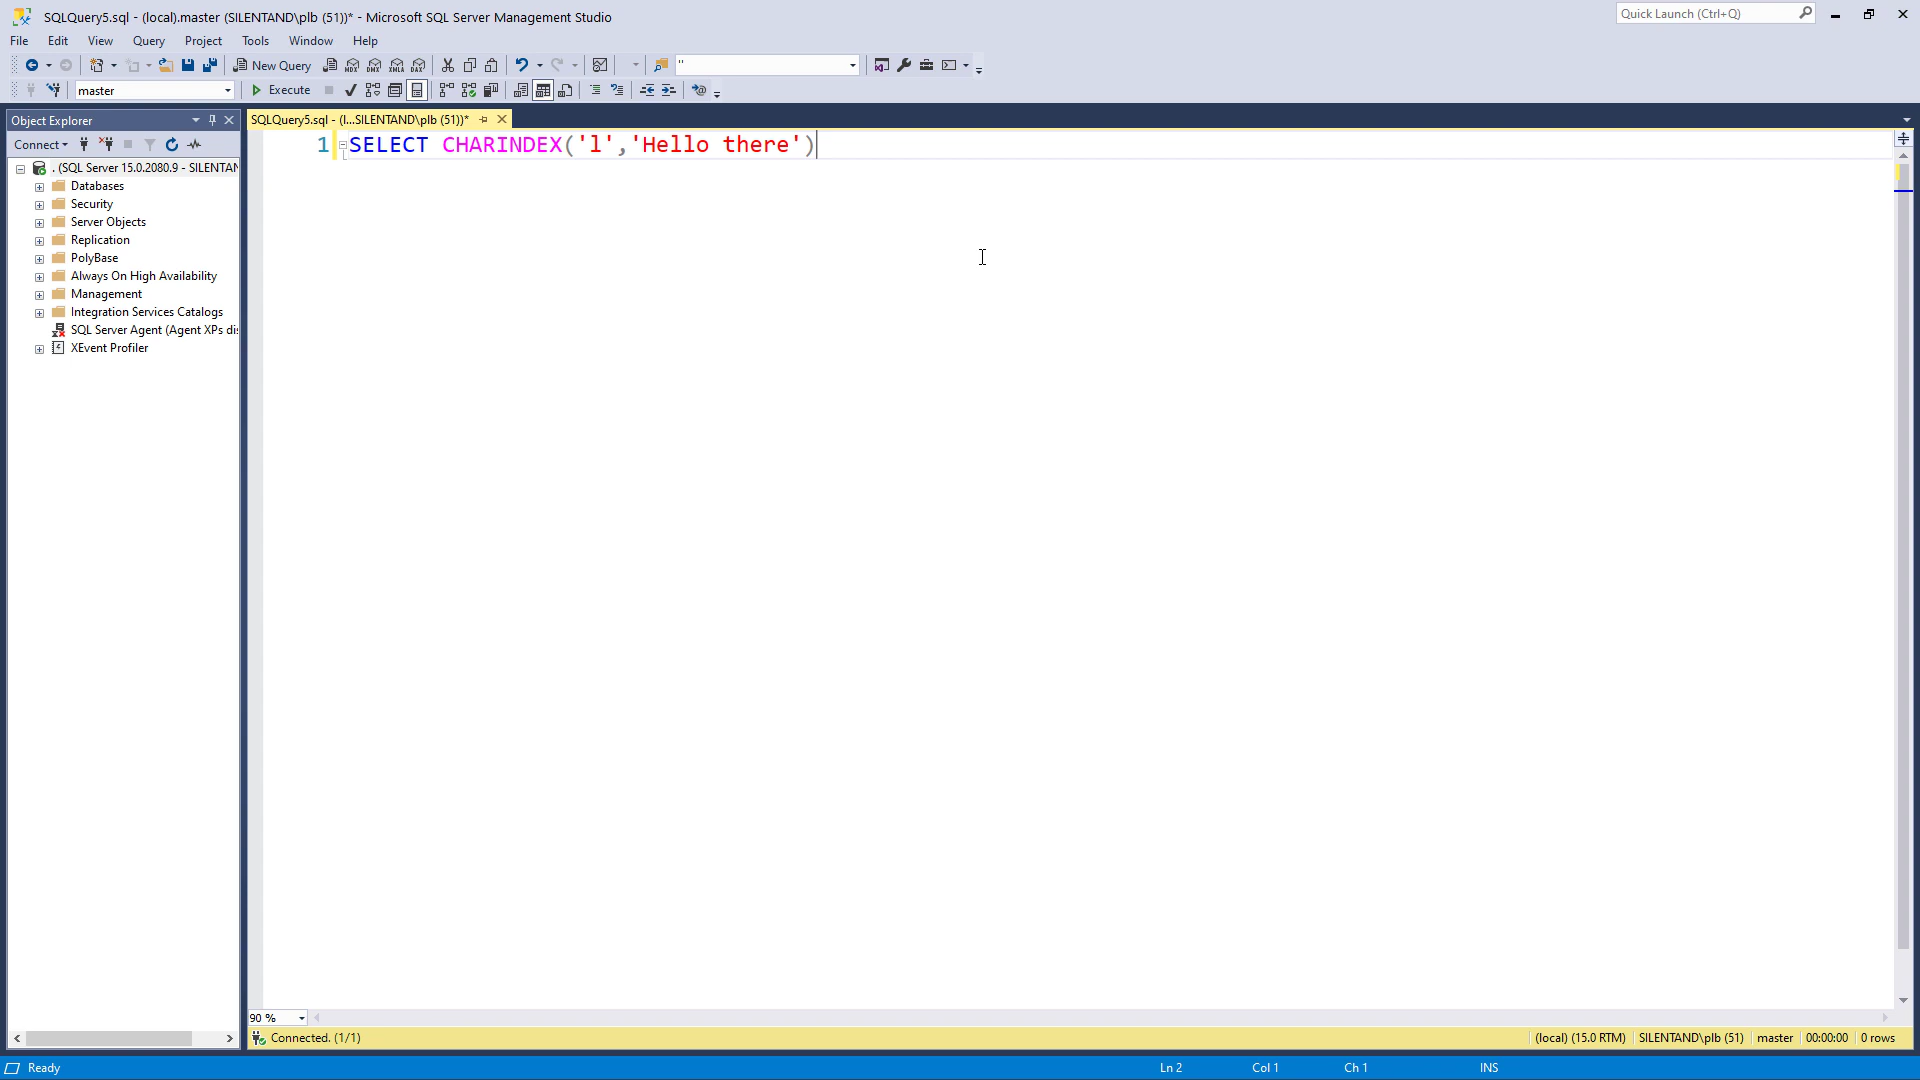 SQLQuery5.sql - (local).master (SILENTAND\plb (51))* - Microsoft SQL Server Management Studio
Quick Launch (Ctrl+Q)
File Edit View Query Project Tools Window Help
New Query
"
master
Execute
Object Explorer
SQLQuery5.sql - (l...SILENTAND\plb (51))*
Connect
1 SELECT CHARINDEX('l','Hello there')
. (SQL Server 15.0.2080.9 - SILENTAN
Databases
Security
Server Objects
Replication
PolyBase
Always On High Availability
Management
Integration Services Catalogs
SQL Server Agent (Agent XPs dis
XEvent Profiler
90 %
Connected. (1/1)
(local) (15.0 RTM) SILENTAND\plb (51) master 00:00:00 0 rows
Ready
Ln 2 Col 1 Ch 1 INS